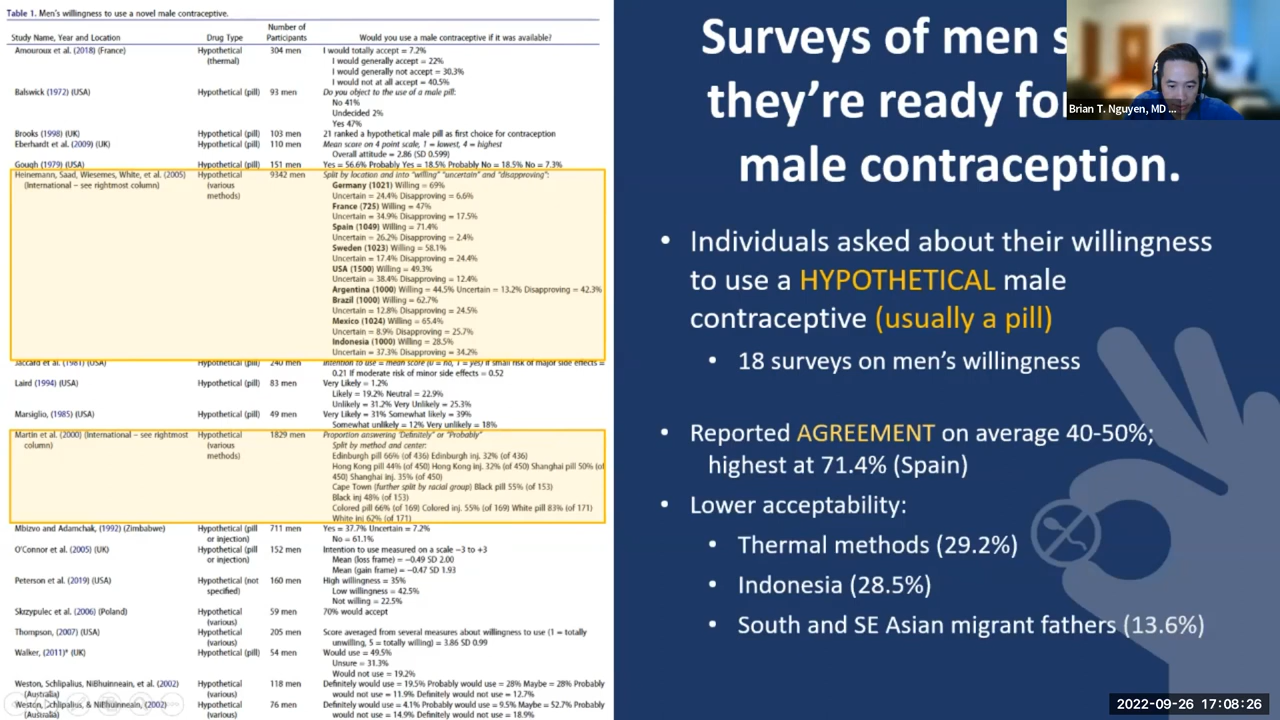 Table 1. Men's willingness to use a novel male contraceptive.
Study Name, Year and Location Drug Type Number of Participants Would you use a male contraceptive if it was available?
Amouroux et al. (2018) (France) Hypothetical (thermal) 304 men I would totally accept = 7.2%
I would generally accept = 22%
I would generally not accept = 30.3%
I would not at all accept = 40.5%
Balswick (1972) (USA) Hypothetical (pill) 93 men Do you object to the use of a male pill:
No 41%
Undecided 2%
Yes 47%
Brooks (1998) (UK) Hypothetical (pill) 103 men 21 ranked a hypothetical male pill as first choice for contraception
Eberhardt et al. (2009) (UK) Hypothetical (pill) 110 men Mean score on 4 point scale, 1 = lowest, 4 = highest
Overall attitude = 2.86 (SD 0.599)
Gough (1979) (USA) Hypothetical (pill) 151 men Yes = 56.6% Probably Yes = 18.5% Probably No = 18.5% No = 7.3%
Heinemann, Saad, Wiesemes, White, et al. (2005) (International – see rightmost column) Hypothetical (various methods) 9342 men Split by location and into "willing" "uncertain" and "disapproving":
Germany (1021) Willing = 69%
Uncertain = 24.4% Disapproving = 6.6%
France (725) Willing = 47%
Uncertain = 34.9% Disapproving = 17.5%
Spain (1049) Willing = 71.4%
Uncertain = 26.2% Disapproving = 2.4%
Sweden (1023) Willing = 58.1%
Uncertain = 17.4% Disapproving = 24.4%
USA (1500) Willing = 49.3%
Uncertain = 38.4% Disapproving = 12.4%
Argentina (1000) Willing = 44.5% Uncertain = 13.2% Disapproving = 42.3%
Brazil (1000) Willing = 62.7%
Uncertain = 12.8% Disapproving = 24.5%
Mexico (1024) Willing = 65.4%
Uncertain = 8.9% Disapproving = 25.7%
Indonesia (1000) Willing = 28.5%
Uncertain = 37.3% Disapproving = 34.2%
Jaccard et al. (1981) (USA) Hypothetical (pill) 240 men Intention to use = mean score (0 = no, 1 = yes) If small risk of major side effects =
0.21 If moderate risk of minor side effects = 0.52
Laird (1994) (USA) Hypothetical (pill) 83 men Very Likely = 1.2%
Likely = 19.2% Neutral = 22.9%
Unlikely = 31.2% Very Unlikely = 25.3%
Marsiglio, (1985) (USA) Hypothetical (pill) 49 men Very Likely = 31% Somewhat likely = 39%
Somewhat unlikely = 12% Very unlikely = 18%
Martin et al. (2000) (International – see rightmost column) Hypothetical (various methods) 1829 men Proportion answering 'Definitely' or "Probably"
Split by method and center:
Edinburgh pill 66% (of 436) Edinburgh inj. 32% (of 436)
Hong Kong pill 44% (of 450) Hong Kong inj. 32% (of 450) Shanghai pill 50% (of
450) Shanghai inj. 35% (of 450)
Cape Town (further split by racial group) Black pill 55% (of 153)
Black inj 48% (of 153)
Colored pill 66% (of 169) Colored inj. 55% (of 169) White pill 83% (of 171)
White inj 62% (of 171)
Mbizvo and Adamchak, (1992) (Zimbabwe) Hypothetical (pill or injection) 711 men Yes = 37.7% Uncertain = 7.2%
No = 61.1%
O'Connor et al. (2005) (UK) Hypothetical (pill or injection) 152 men Intention to use measured on a scale −3 to +3
Mean (loss frame) = −0.49 SD 2.00
Mean (gain frame) = −0.47 SD 1.93
Peterson et al. (2019) (USA) Hypothetical (not specified) 160 men High willingness = 35%
Low willingness = 42.5%
Not willing = 22.5%
Skrzypulec et al. (2006) (Poland) Hypothetical (various) 59 men 70% would accept
Thompson, (2007) (USA) Hypothetical (various) 205 men Score averaged from several measures about willingness to use (1 = totally
unwilling, 5 = totally willing) = 3.86 SD 0.99
Walker, (2011)* (UK) Hypothetical (pill) 54 men Would use = 49.5%
Unsure = 31.3%
Would not use = 19.2%
Weston, Schlipalius, NiBhuinneain, et al. (2002) (Australia) Hypothetical (various) 118 men Definitely would use = 19.5% Probably would use = 28% Maybe = 28% Probably
would not use = 11.9% Definitely would not use = 12.7%
Weston, Schlipalius, & NiBhuinneain, (2002) (Australia) Hypothetical (various) 76 men Definitely would use = 4.1% Probably would use = 9.5% Maybe = 52.7% Probably
would not use = 14.9% Definitely would not use = 18.9%
Surveys of men
they're ready fo
male contraception.
Brian T. Nguyen, MD ...
• Individuals asked about their willingness
to use a HYPOTHETICAL male
contraceptive (usually a pill)
• 18 surveys on men's willingness
• Reported AGREEMENT on average 40-50%;
highest at 71.4% (Spain)
• Lower acceptability:
• Thermal methods (29.2%)
• Indonesia (28.5%)
• South and SE Asian migrant fathers (13.6%)
2022-09-26 17:08:26